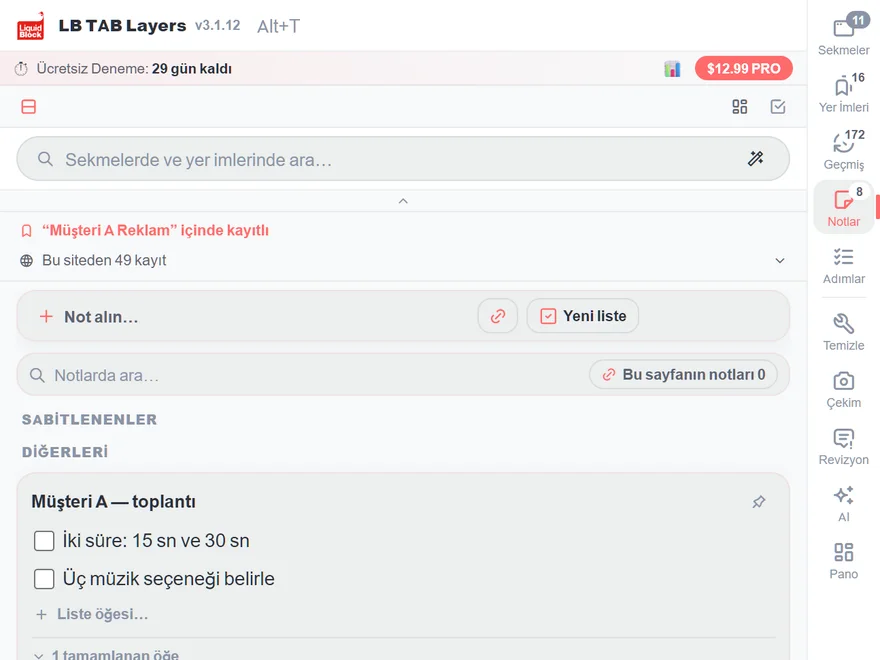 Liquid Block
LB TAB Layers v3.1.12 Alt+T
Ücretsiz Deneme: 29 gün kaldı
$12.99 PRO
Sekmelerde ve yer imlerinde ara…
“Müşteri A Reklam” içinde kayıtlı
Bu siteden 49 kayıt
Not alın…
Yeni liste
Notlarda ara…
Bu sayfanın notları 0
SABİTLENENLER
DİĞERLERİ
Müşteri A — toplantı
İki süre: 15 sn ve 30 sn
Üç müzik seçeneği belirle
Liste öğesi…
1 tamamlanan öğe
11
Sekmeler
16
Yer İmleri
172
Geçmiş
8
Notlar
Adımlar
Temizle
Çekim
Revizyon
AI
Pano